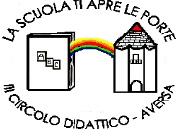 LA SCUOLA TI APRE LE PORTE
A B C
III CIRCOLO DIDATTICO - AVERSA